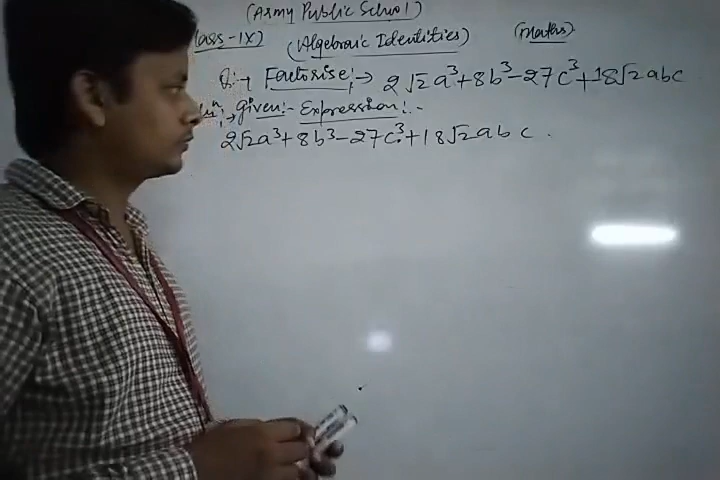 (Army Public School)
Class-IX) (Algebraic Identities) (Maths)
Q:→ Factorise:→ 2√2a³+8b³-27c³+18√2abc
Solⁿ:→ given:- Expression:-
2√2a³+8b³-27c³+18√2abc.